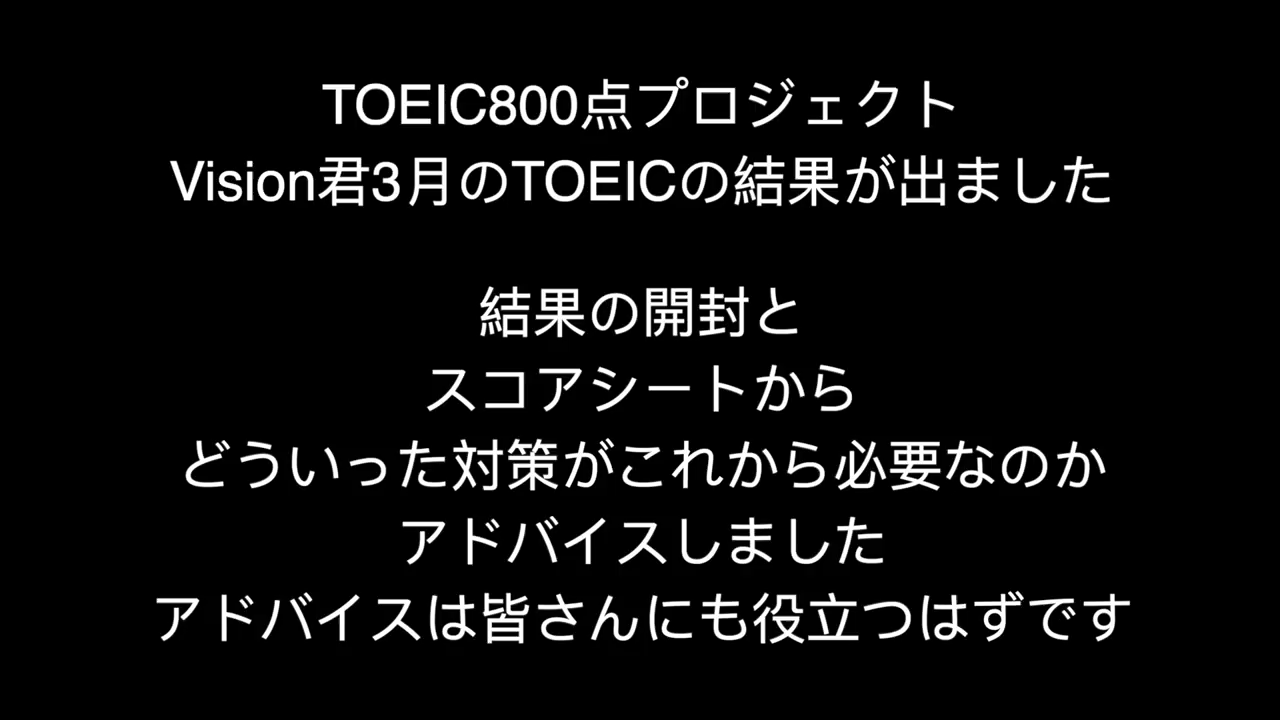 TOEIC800点プロジェクト
Vision君3月のTOEICの結果が出ました
結果の開封と
スコアシートから
どういった対策がこれから必要なのか
アドバイスしました
アドバイスは皆さんにも役立つはずです